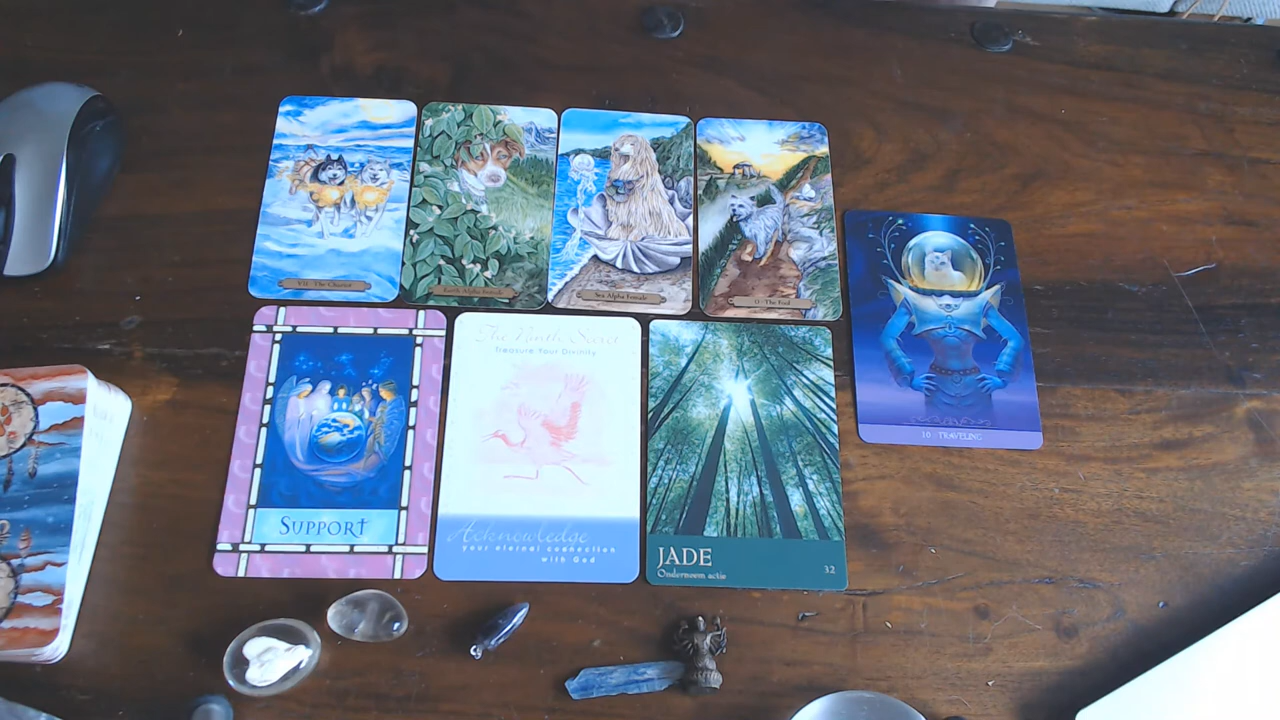 VII - The Chariot
Earth Alpha Female
Sea Alpha Female
0 - The Fool
10 - TRAVELING
SUPPORT
The Ninth Secret
Treasure Your Divinity
Acknowledge
your eternal connection
with God
JADE
Onderneem actie
32